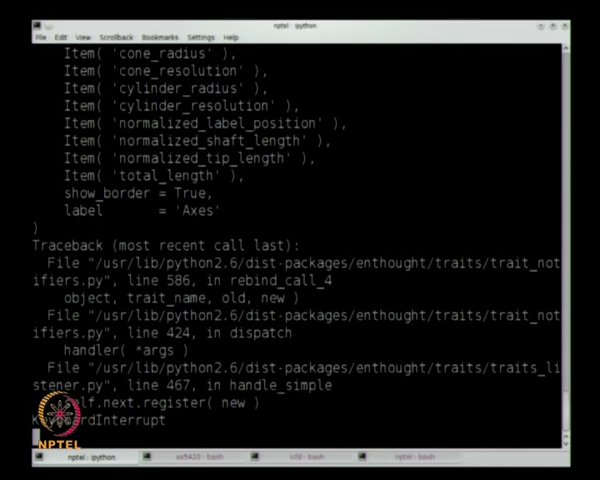 nptel : ipython
File Edit View Scrollback Bookmarks Settings Help
Item( 'cone_radius' ),
Item( 'cone_resolution' ),
Item( 'cylinder_radius' ),
Item( 'cylinder_resolution' ),
Item( 'normalized_label_position' ),
Item( 'normalized_shaft_length' ),
Item( 'normalized_tip_length' ),
Item( 'total_length' ),
show_border = True,
label = 'Axes'
)
Traceback (most recent call last):
File "/usr/lib/python2.6/dist-packages/enthought/traits/trait_not
ifiers.py", line 586, in rebind_call_4
object, trait_name, old, new )
File "/usr/lib/python2.6/dist-packages/enthought/traits/trait_not
ifiers.py", line 424, in dispatch
handler( *args )
File "/usr/lib/python2.6/dist-packages/enthought/traits/traits_li
stener.py", line 467, in handle_simple
self.next.register( new )
KeyboardInterrupt
NPTEL
nptel : ipython
cfd : bash
nptel : bash